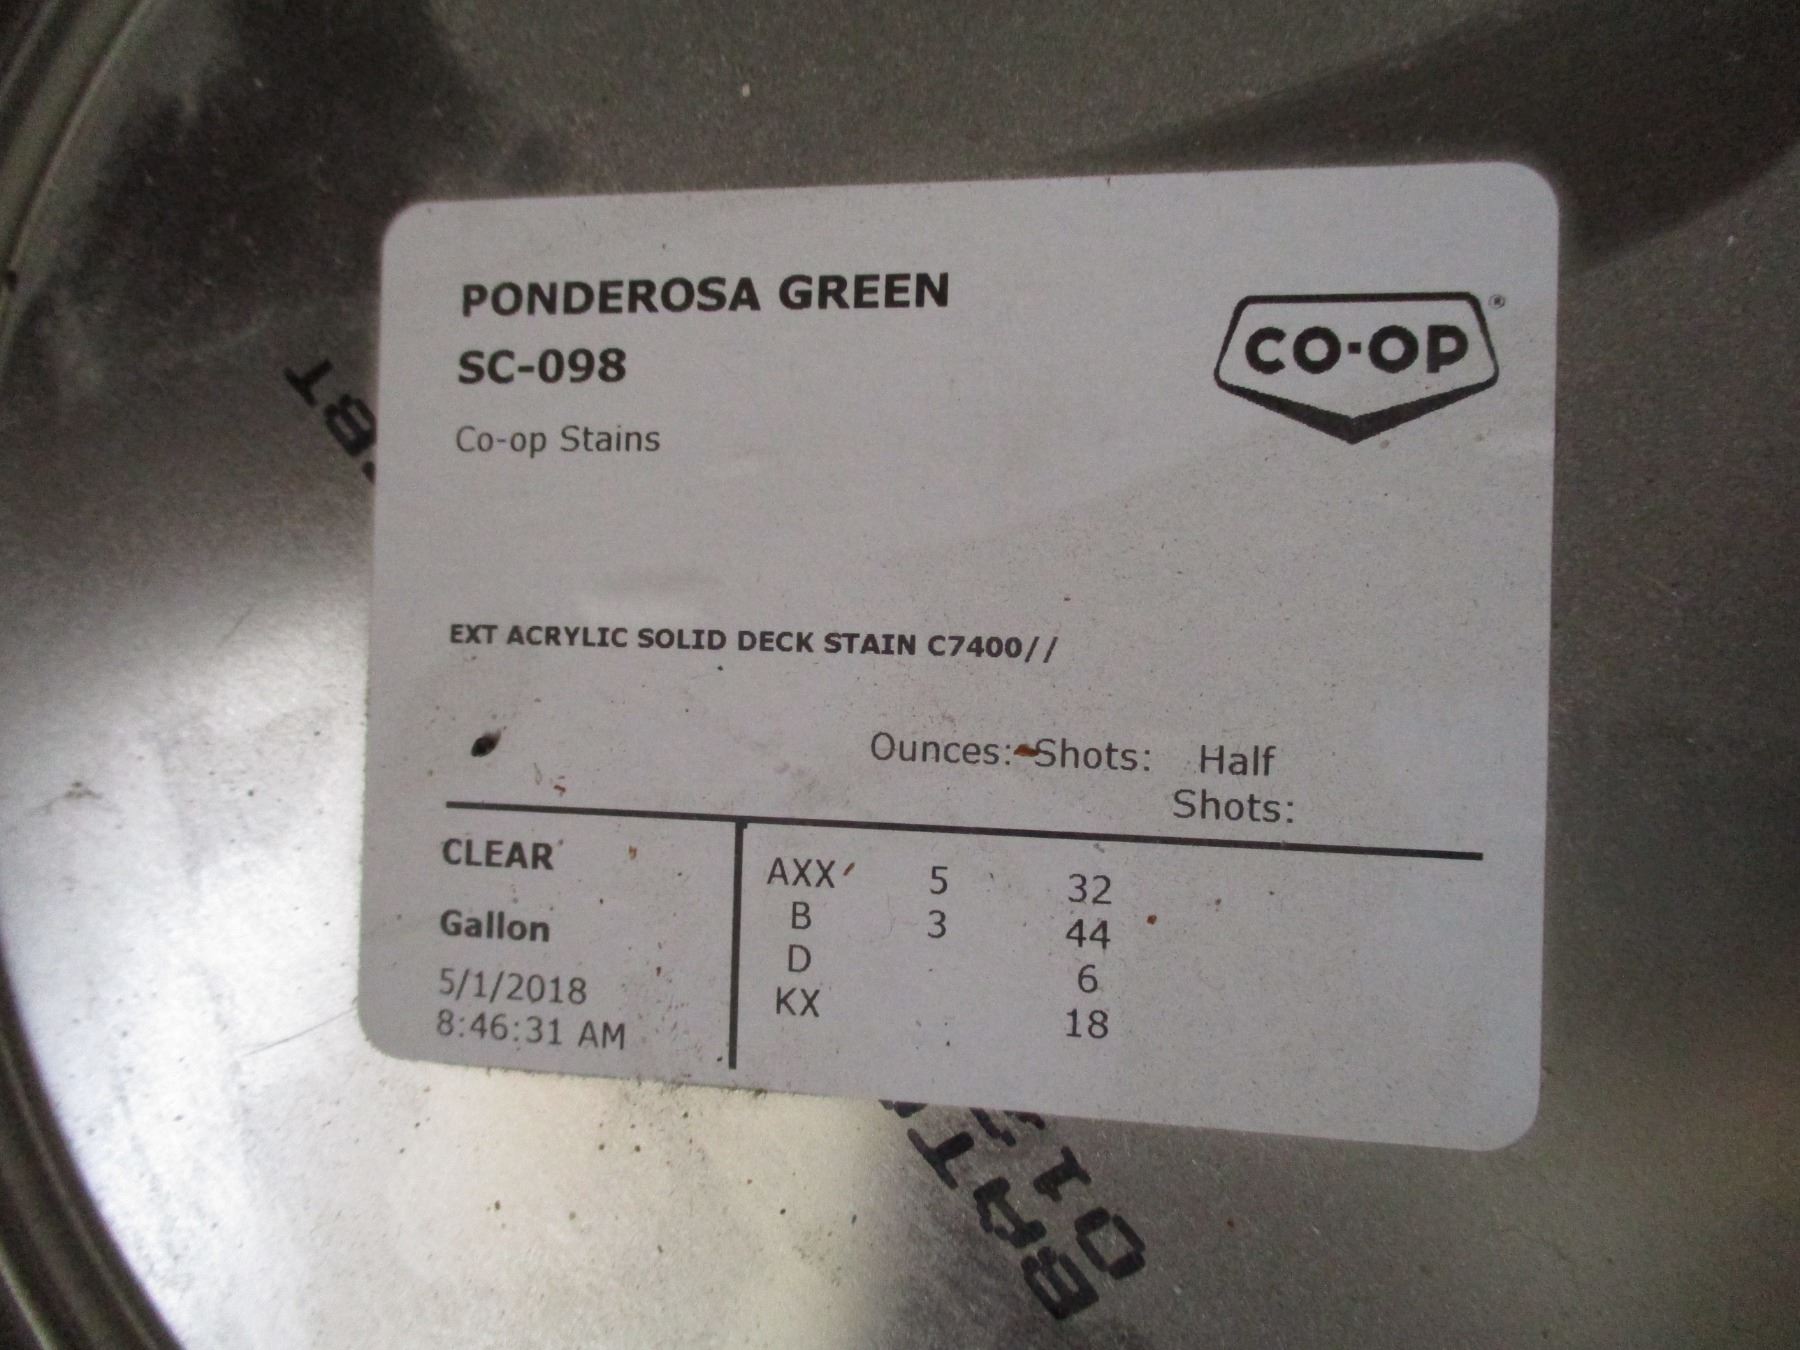 PONDEROSA GREEN
SC-098
Co-op Stains
CO-OP®
EXT ACRYLIC SOLID DECK STAIN C7400//
Ounces: Shots: Half
Shots:
CLEAR
Gallon
5/1/2018
8:46:31 AM
AXX 5 32
B 3 44
D 6
KX 18